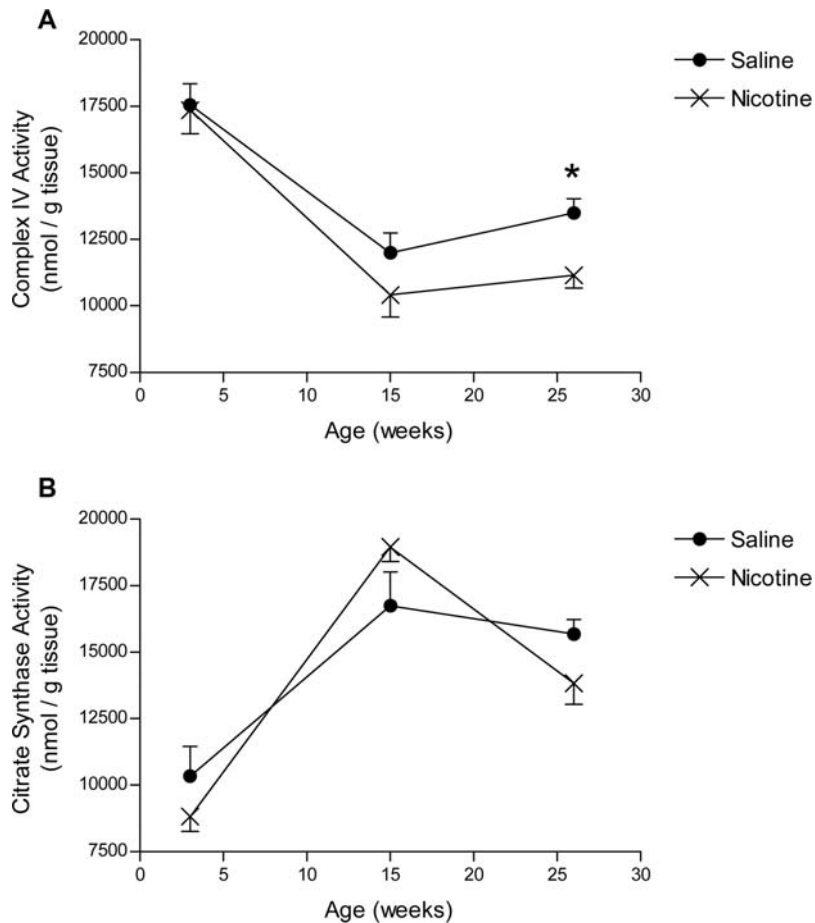 A
20000
17500
15000
12500
10000
7500
Complex IV Activity
(nmol / g tissue)
*
0 5 10 15 20 25 30
Age (weeks)
Saline
Nicotine
B
20000
17500
15000
12500
10000
7500
Citrate Synthase Activity
(nmol / g tissue)
0 5 10 15 20 25 30
Age (weeks)
Saline
Nicotine